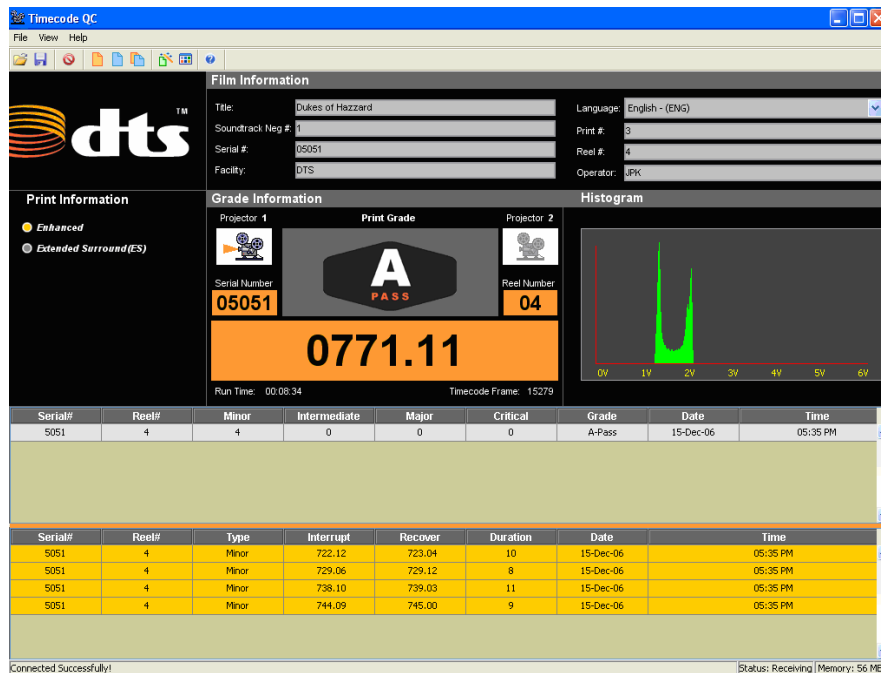 Timecode QC
File View Help
Film Information
dts TM
Title: Dukes of Hazzard
Language: English - (ENG)
Soundtrack Neg #: 1
Print #: 3
Serial #: 05051
Reel #: 4
Facility: DTS
Operator: JPK
Print Information
Enhanced
Extended Surround(ES)
Grade Information
Projector 1 Print Grade Projector 2
A
PASS
Serial Number
05051
Reel Number
04
0771.11
Run Time: 00:08:34 Timecode Frame: 15279
Histogram
0V 1V 2V 3V 4V 5V 6V
Serial# Reel# Minor Intermediate Major Critical Grade Date Time
5051 4 4 0 0 0 A-Pass 15-Dec-06 05:35 PM
Serial# Reel# Type Interrupt Recover Duration Date Time
5051 4 Minor 722.12 723.04 10 15-Dec-06 05:35 PM
5051 4 Minor 729.06 729.12 8 15-Dec-06 05:35 PM
5051 4 Minor 738.10 739.03 11 15-Dec-06 05:35 PM
5051 4 Minor 744.09 745.00 9 15-Dec-06 05:35 PM
Connected Successfully! Status: Receiving Memory: 56 MB